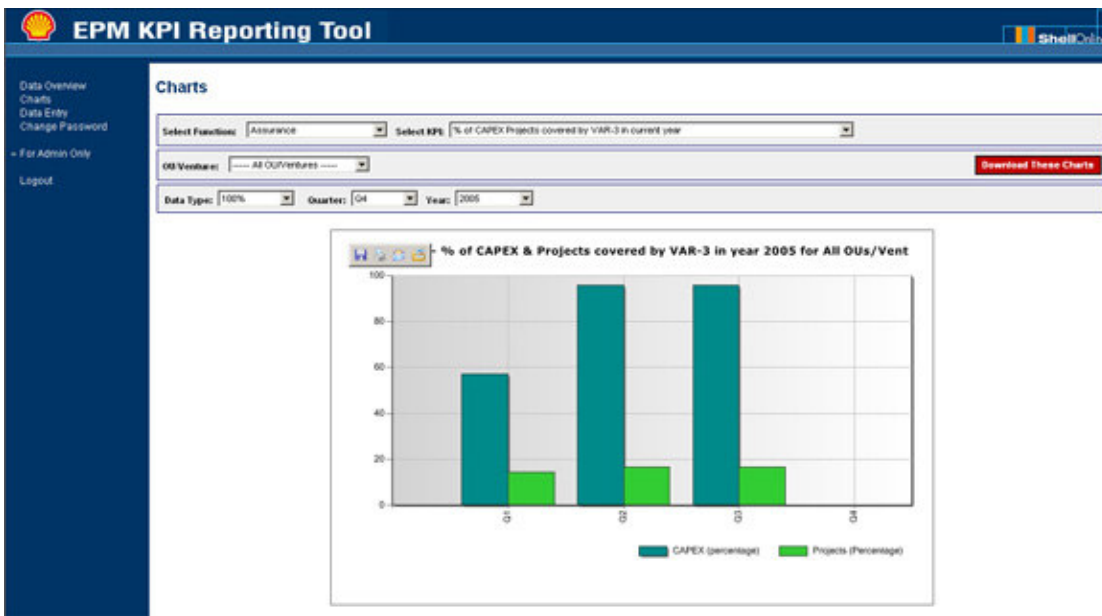 EPM KPI Reporting Tool
ShellOnlin
Data Overview
Charts
Data Entry
Change Password
For Admin Only
Logout
Charts
Select Function: Assurance Select KPI: % of CAPEX Projects covered by VAR-3 in current year
OU/Venture: ----- All OU/Ventures ----- Download These Charts
Data Type: 100% Quarter: Q4 Year: 2005
- % of CAPEX & Projects covered by VAR-3 in year 2005 for All OUs/Vent
100
80
60
40
20
0
Q1 Q2 Q3 Q4
CAPEX (percentage) Projects (Percentage)